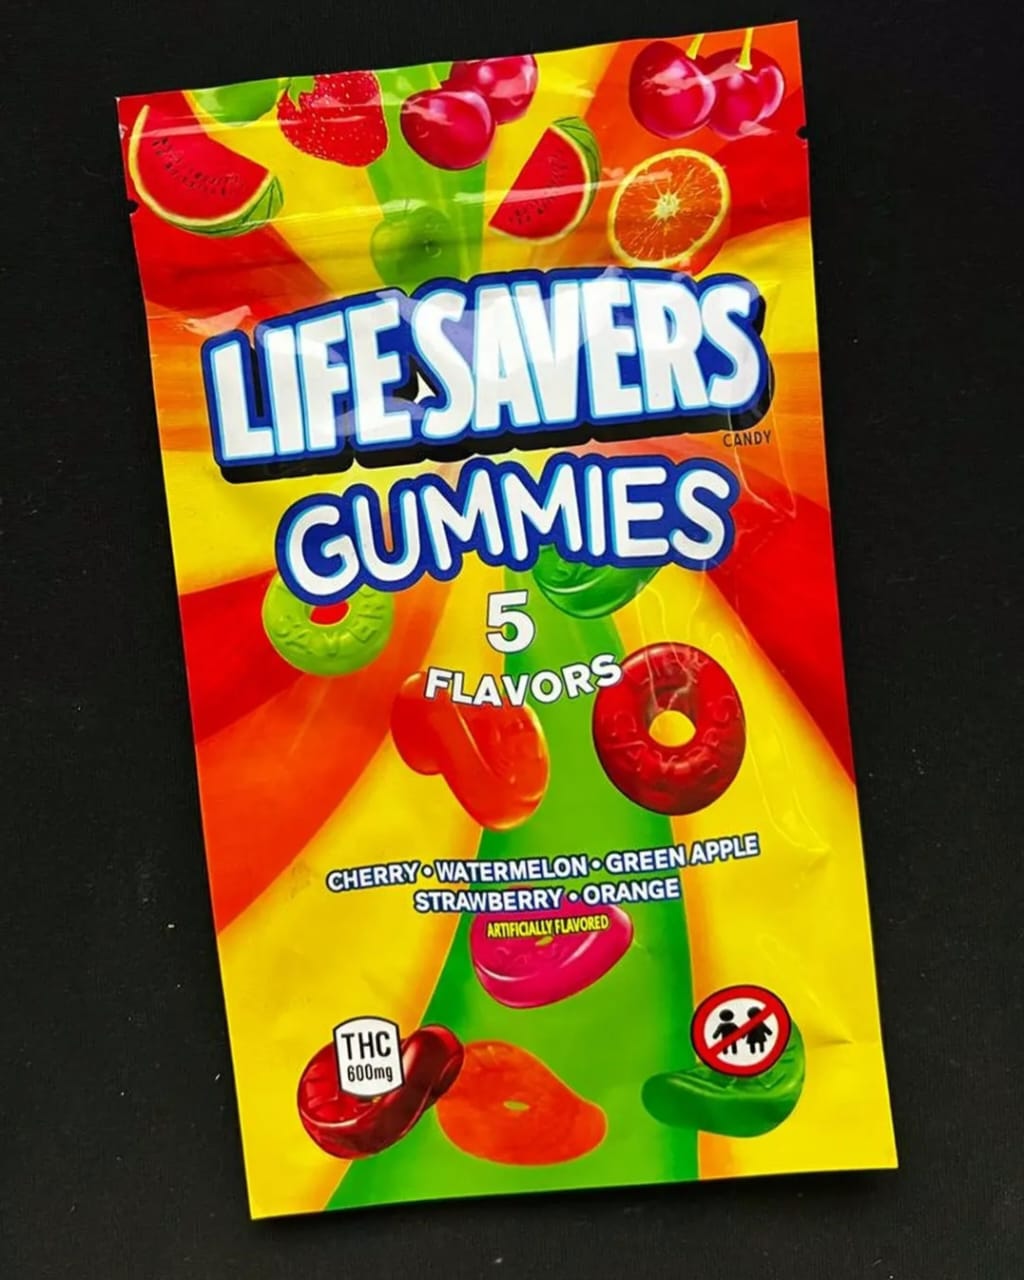 LIFE SAVERS
CANDY
GUMMIES
5
FLAVORS
CHERRY • WATERMELON • GREEN APPLE
STRAWBERRY • ORANGE
ARTIFICIALLY FLAVORED
THC
600mg